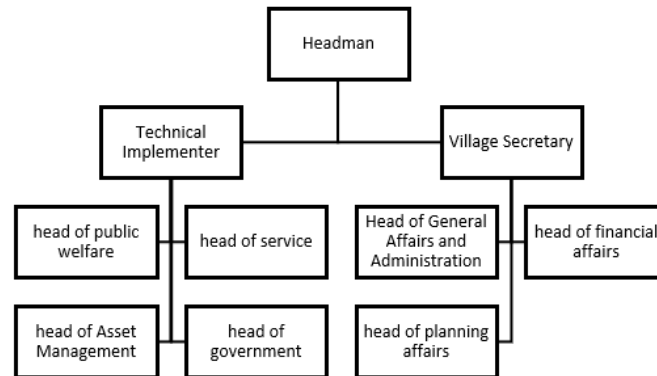 Headman
Technical
Implementer
Village Secretary
head of public
welfare
head of service
Head of General
Affairs and
Administration
head of financial
affairs
head of Asset
Management
head of
government
head of planning
affairs